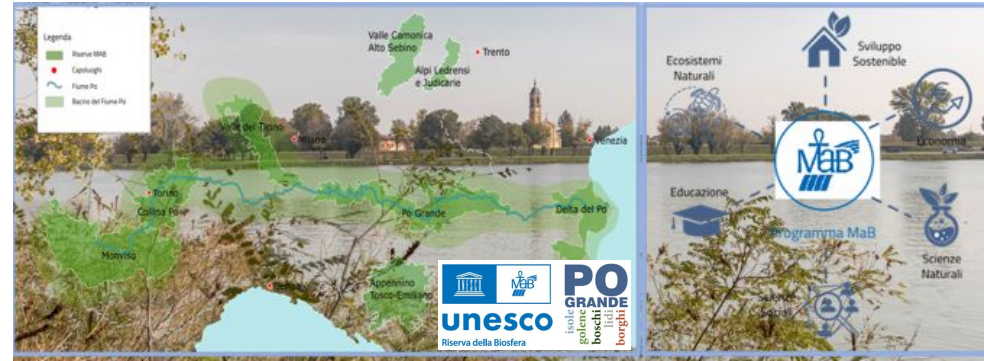 Legenda
Riserve MAB
Capoluoghi
Fiume Po
Bacino del Fiume Po
Valle Camonica
Alto Sebino
Trento
Alpi Ledrensi
e Judicarie
Valle del Ticino
Milano
Venezia
Torino
Collina Po
Po Grande
Delta del Po
Monviso
Appennino
Tosco-Emiliano
MaB
unesco
Riserva della Biosfera
PO
GRANDE
isole
golene
boschi
lidi
borghi
Ecosistemi
Naturali
Sviluppo
Sostenibile
Economia
MaB
Educazione
Programma MaB
Scienze
Naturali
Sociali